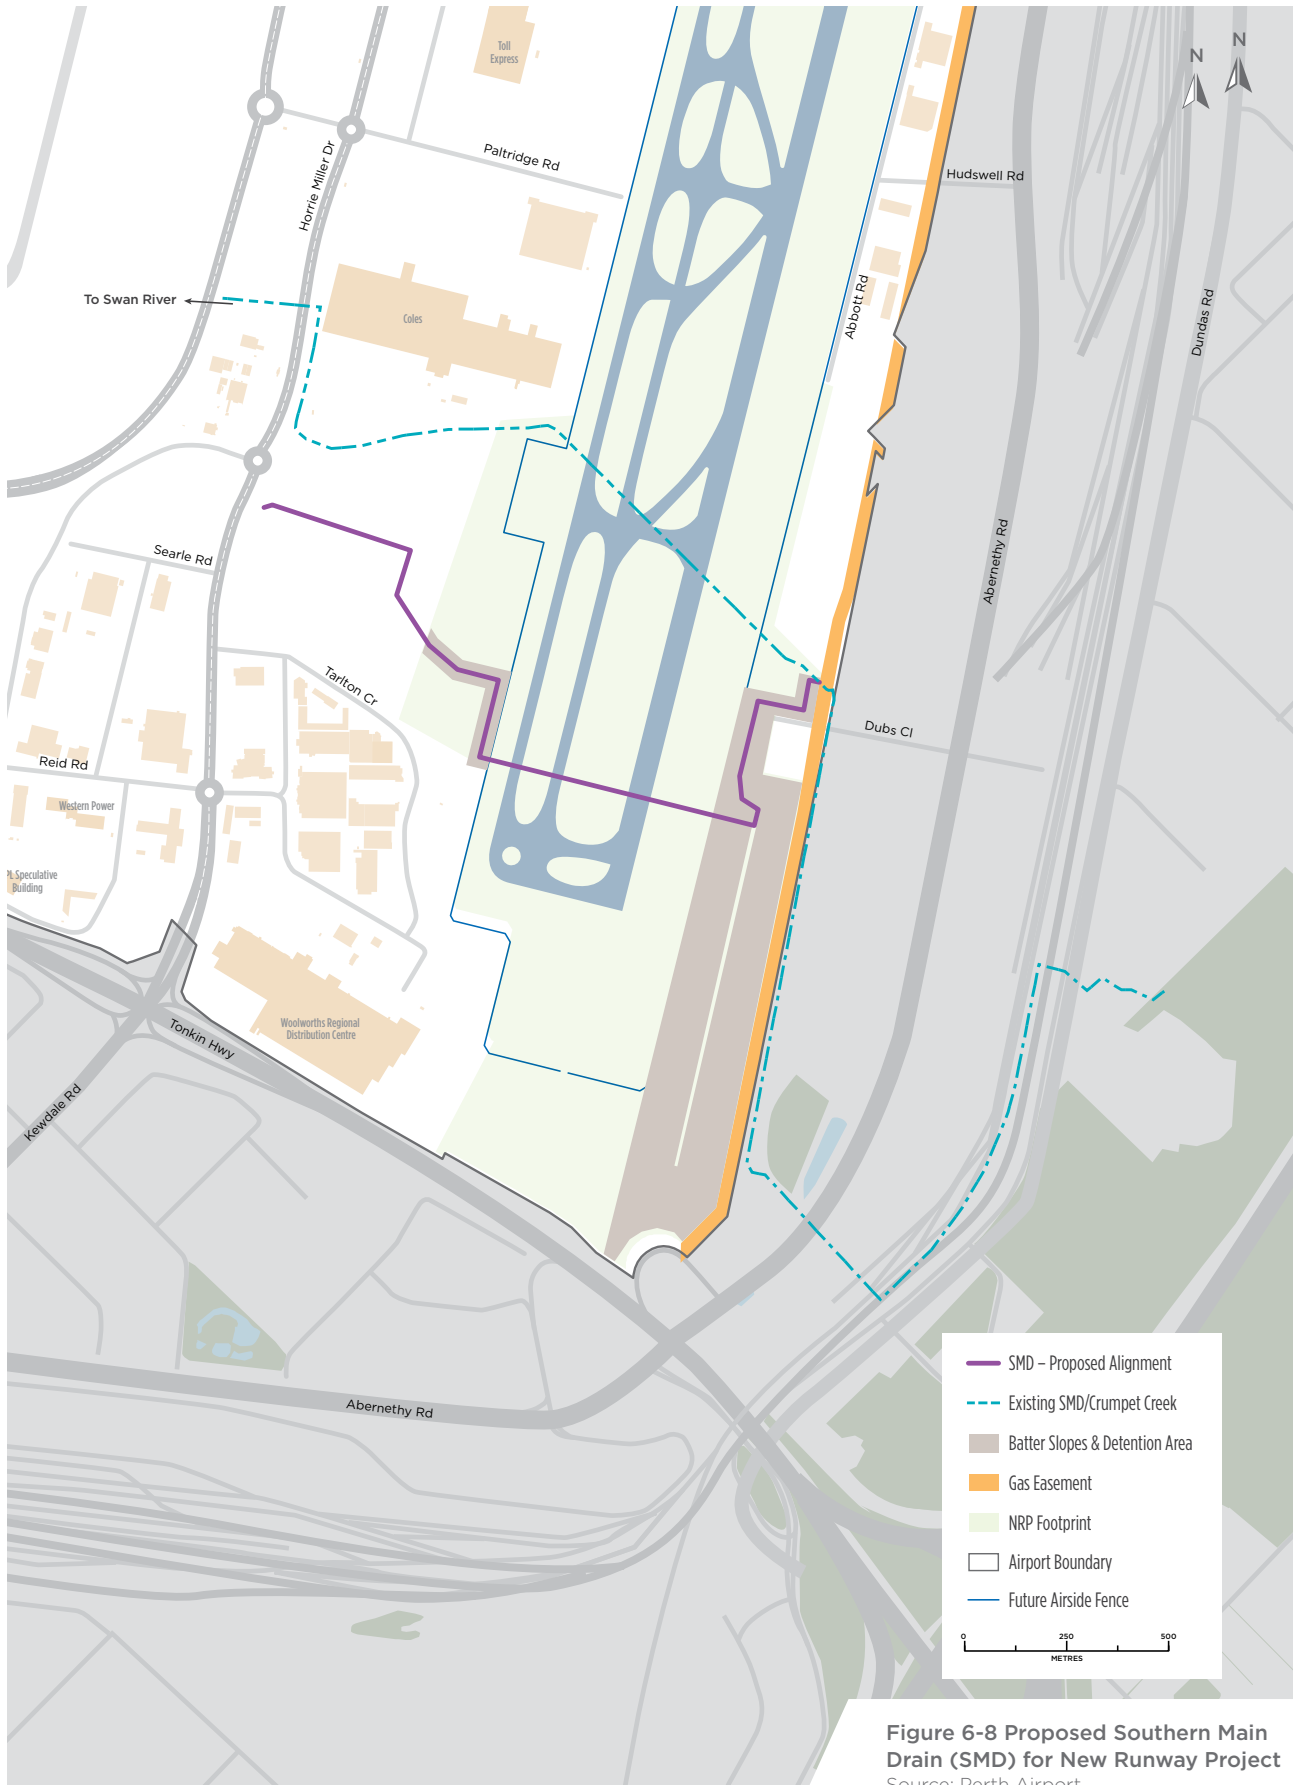 Toll
Express
N
N
Paltridge Rd
Horrie Miller Dr
Hudswell Rd
To Swan River
Coles
Abbott Rd
Dundas Rd
Abernethy Rd
Searle Rd
Tarlton Cr
Dubs Cl
Reid Rd
Western Power
PL Speculative
Building
Woolworths Regional
Distribution Centre
Tonkin Hwy
Kewdale Rd
Abernethy Rd
SMD – Proposed Alignment
Existing SMD/Crumpet Creek
Batter Slopes & Detention Area
Gas Easement
NRP Footprint
Airport Boundary
Future Airside Fence
0 250 500
METRES
Figure 6-8 Proposed Southern Main
Drain (SMD) for New Runway Project
Source: Perth Airport